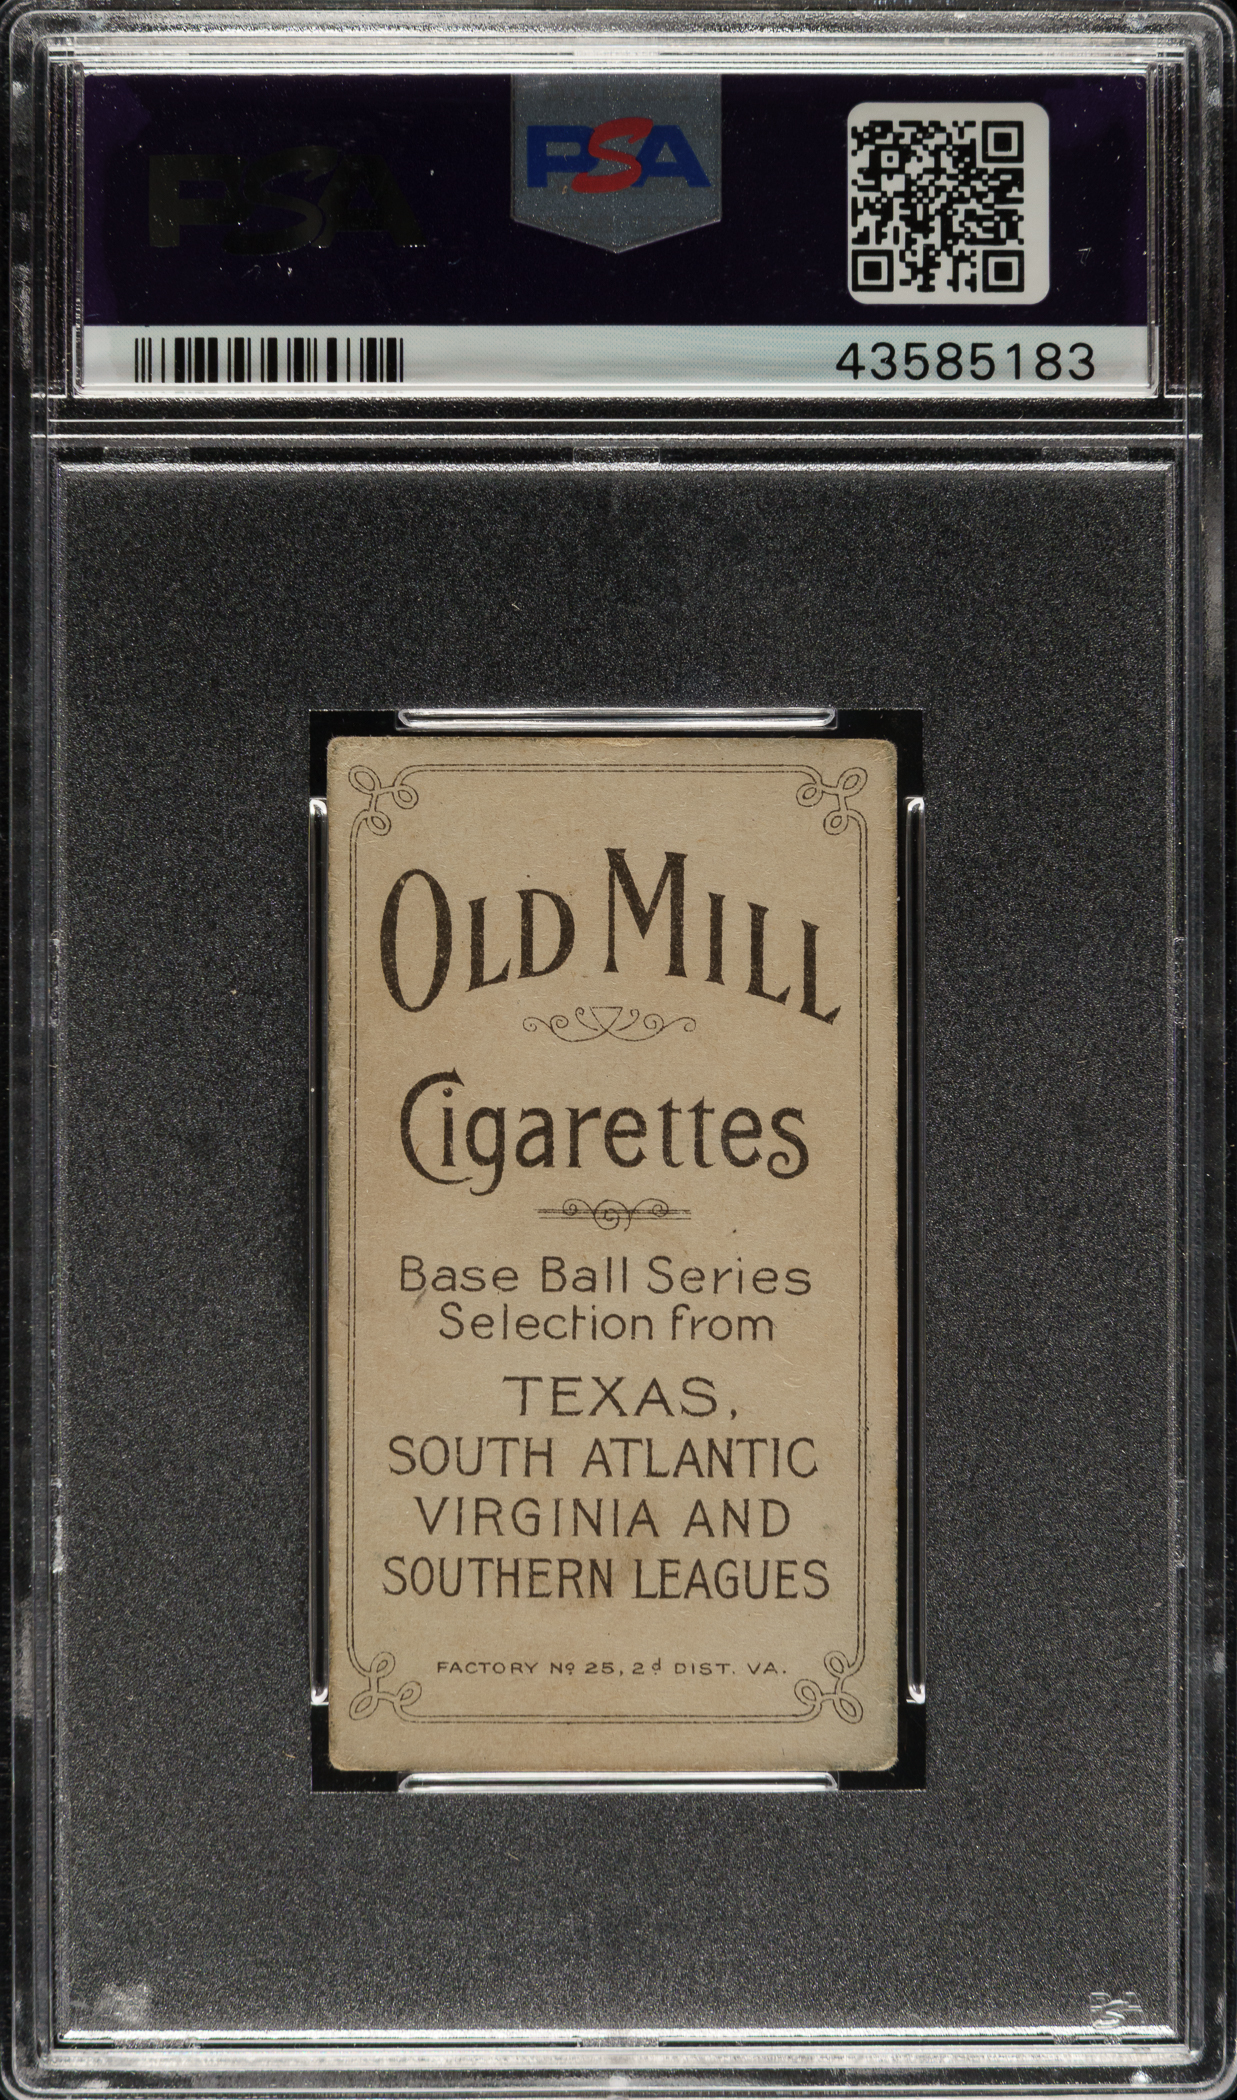 PSA
PSA
43585183
OLD MILL
Cigarettes
Base Ball Series
Selection from
TEXAS,
SOUTH ATLANTIC
VIRGINIA AND
SOUTHERN LEAGUES
FACTORY Nº 25, 2d DIST. VA.
PSA